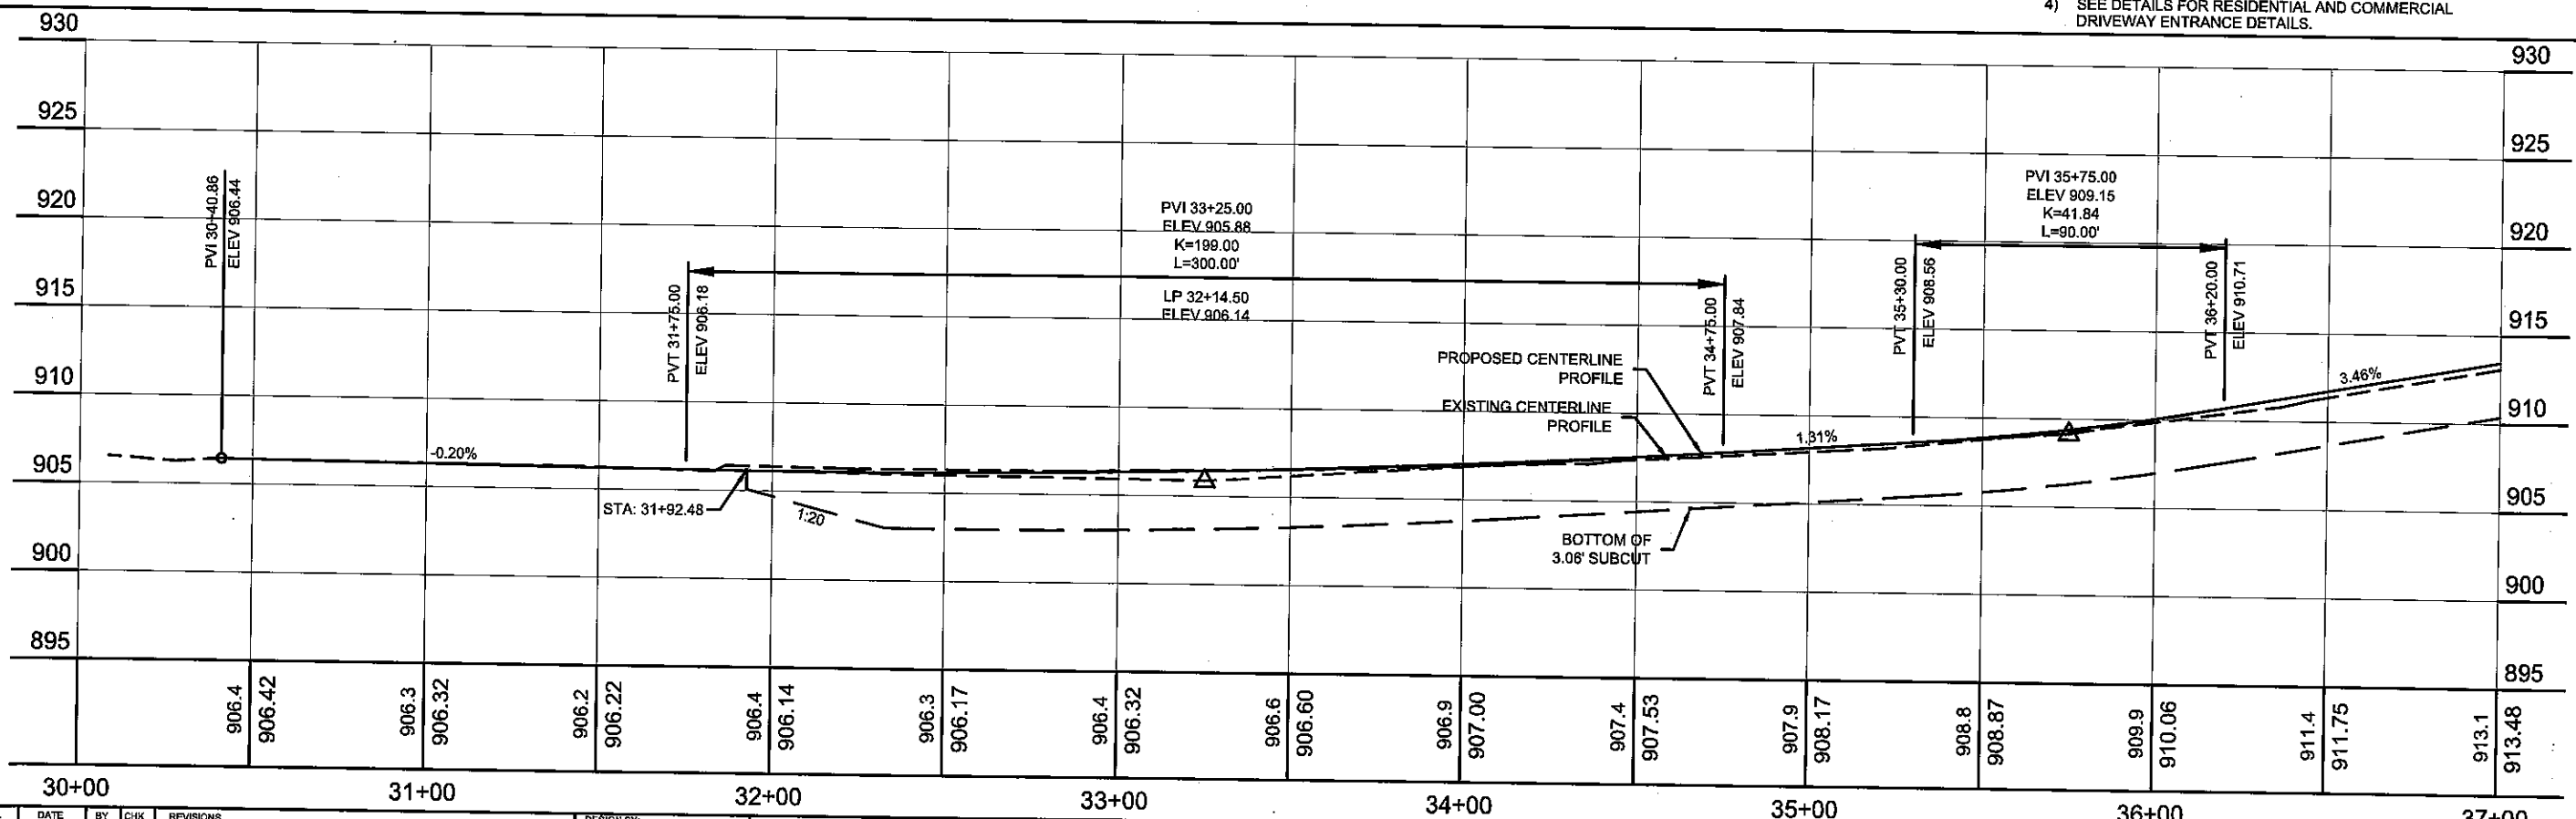 4) SEE DETAILS FOR RESIDENTIAL AND COMMERCIAL
DRIVEWAY ENTRANCE DETAILS.
930
930
925
925
920
920
915
915
910
910
905
905
900
900
895
895
PVI 30+40.86
ELEV 906.44
-0.20%
PVT 31+75.00
ELEV 906.18
STA: 31+92.48
1:20
PVI 33+25.00
ELEV 905.88
K=199.00
L=300.00'
LP 32+14.50
ELEV 906.14
PROPOSED CENTERLINE
PROFILE
EXISTING CENTERLINE
PROFILE
BOTTOM OF
3.06' SUBCUT
PVT 34+75.00
ELEV 907.84
1.31%
PVT 35+30.00
ELEV 908.56
PVI 35+75.00
ELEV 909.15
K=41.84
L=90.00'
PVT 36+20.00
ELEV 910.71
3.46%
906.4
906.42
906.3
906.32
906.2
906.22
906.4
906.14
906.3
906.17
906.4
906.32
906.6
906.60
906.9
907.00
907.4
907.53
907.9
908.17
908.8
908.87
909.9
910.06
911.4
911.75
913.1
913.48
30+00
31+00
32+00
33+00
34+00
35+00
36+00
37+00
DATE
BY
CHK
REVISIONS
DESIGN BY: